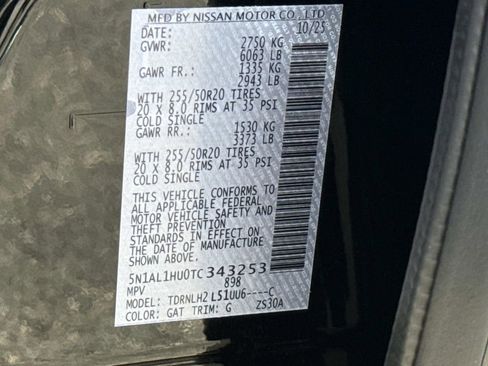 MFD BY NISSAN MOTOR CO., LTD.
DATE: 10/25
GVWR: 2750 KG
6063 LB
GAWR FR.: 1335 KG
2943 LB
WITH 255/50R20 TIRES
20 X 8.0 RIMS AT 35 PSI
COLD SINGLE
GAWR RR.: 1530 KG
3373 LB
WITH 255/50R20 TIRES
20 X 8.0 RIMS AT 35 PSI
COLD SINGLE
THIS VEHICLE CONFORMS TO
ALL APPLICABLE FEDERAL
MOTOR VEHICLE SAFETY AND
THEFT PREVENTION
STANDARDS IN EFFECT ON
THE DATE OF MANUFACTURE
SHOWN ABOVE.
5N1AL1HU0TC343253
MPV 898
MODEL: TDRNLH2 L51UU6----C
COLOR: GAT TRIM: G ZS30A